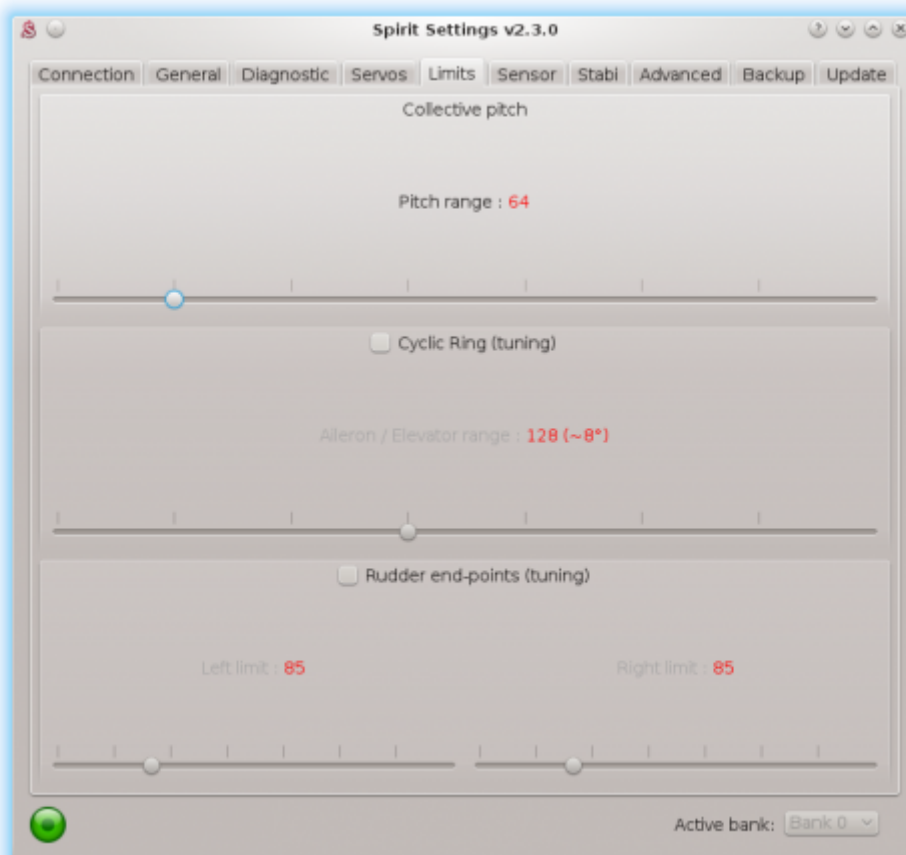 Spirit Settings v2.3.0
Connection General Diagnostic Servos Limits Sensor Stabi Advanced Backup Update
Collective pitch
Pitch range : 64
Cyclic Ring (tuning)
Aileron / Elevator range : 128 (~8°)
Rudder end-points (tuning)
Left limit : 85 Right limit : 85
Active bank: Bank 0